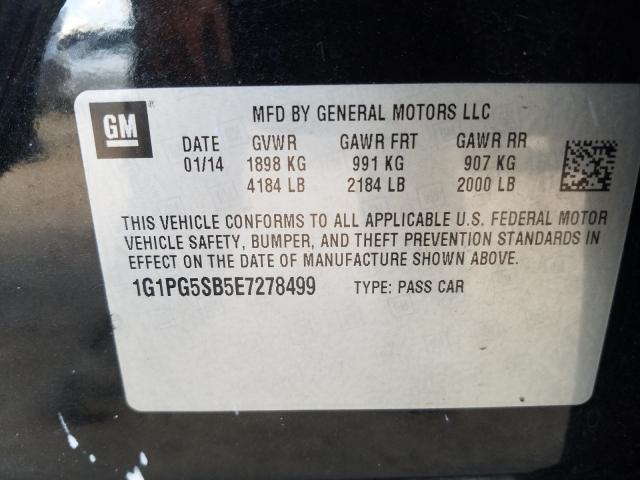 GM
MFD BY GENERAL MOTORS LLC
DATE GVWR GAWR FRT GAWR RR
01/14 1898 KG 991 KG 907 KG
4184 LB 2184 LB 2000 LB
THIS VEHICLE CONFORMS TO ALL APPLICABLE U.S. FEDERAL MOTOR
VEHICLE SAFETY, BUMPER, AND THEFT PREVENTION STANDARDS IN
EFFECT ON THE DATE OF MANUFACTURE SHOWN ABOVE.
1G1PG5SB5E7278499 TYPE: PASS CAR